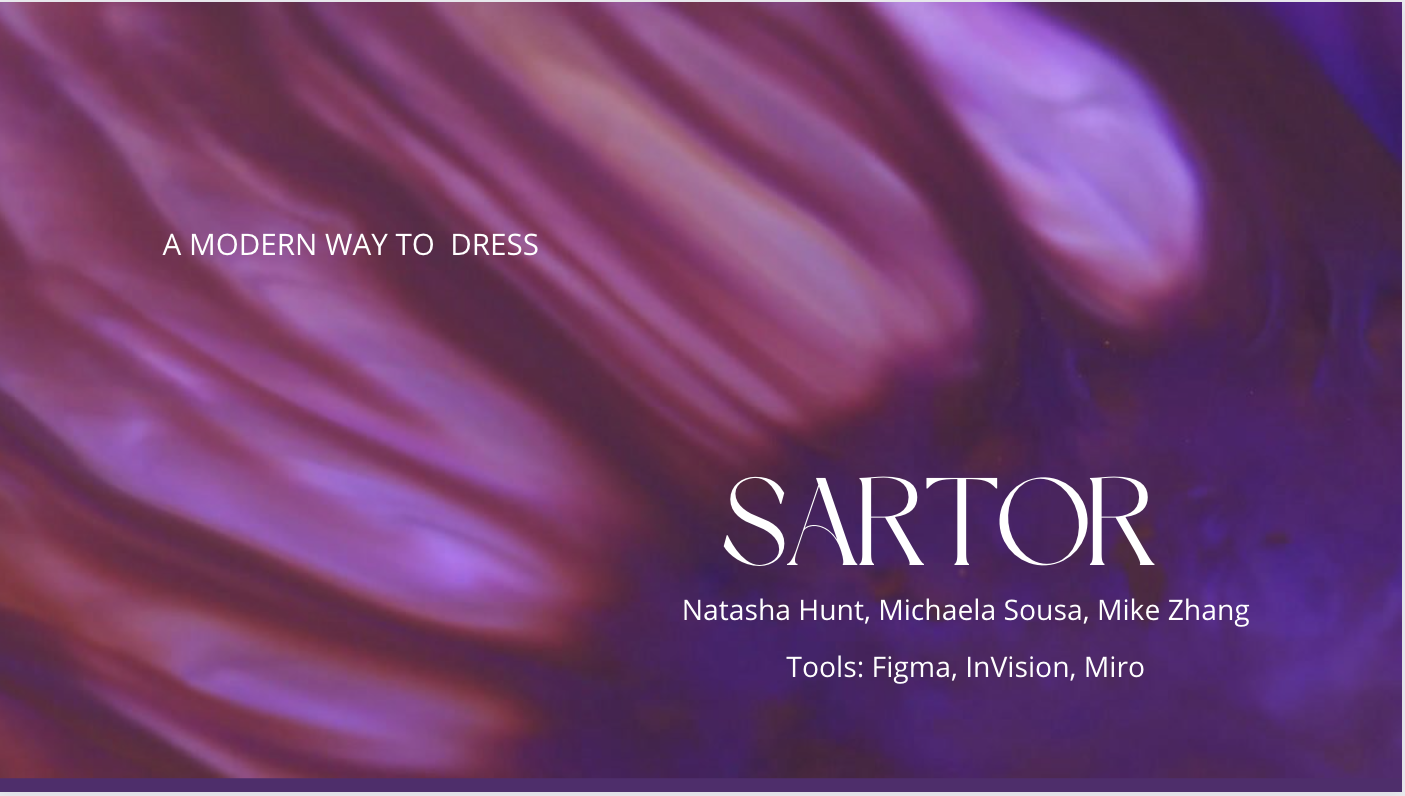 A MODERN WAY TO  DRESS
SARTOR
Natasha Hunt, Michaela Sousa, Mike Zhang
Tools: Figma, InVision, Miro